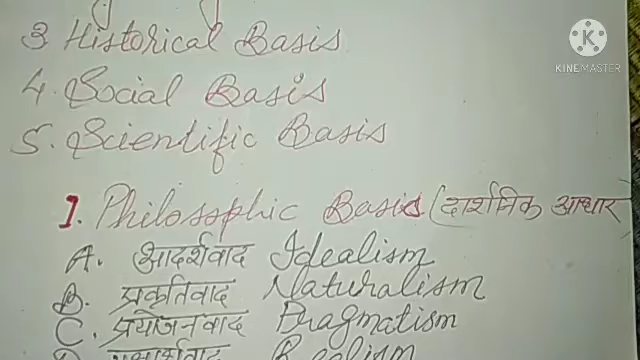 3. Historical Basis
K
KINEMASTER
4. Social Basis
5. Scientific Basis
1. Philosophic Basis (दार्शनिक आधार
A. आदर्शवाद Idealism
B. प्रकृतिवाद Naturalism
C. प्रयोजनवाद Pragmatism
Realism